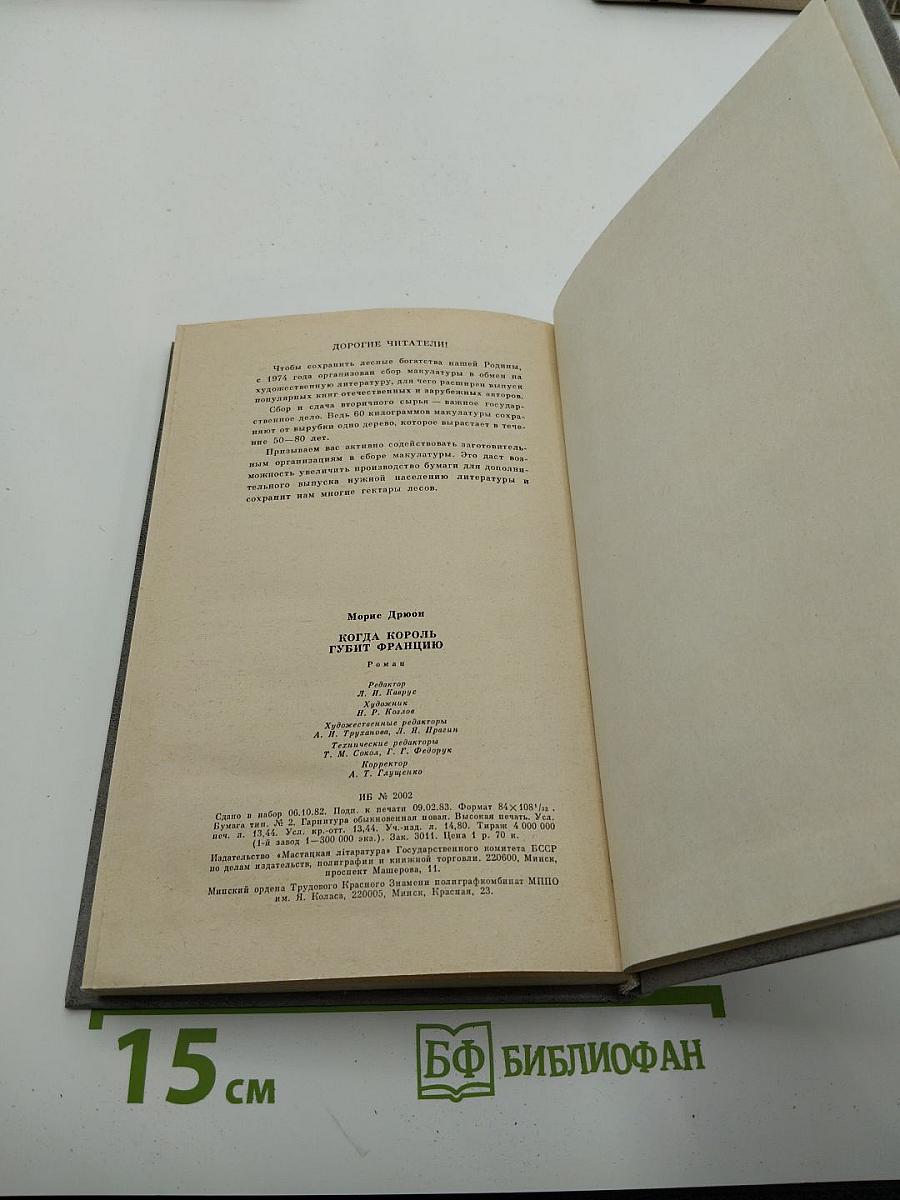 ДОРОГИЕ ЧИТАТЕЛИ!
Чтобы сохранить лесные богатства нашей Родины,
с 1974 года организован сбор макулатуры в обмен на
художественную литературу, для чего расширен выпуск
популярных книг отечественных и зарубежных авторов.
Сбор и сдача вторичного сырья — важное государ-
ственное дело. Ведь 60 килограммов макулатуры сохра-
няют от вырубки одно дерево, которое вырастает в тече-
ние 50—80 лет.
Призываем вас активно содействовать заготовитель-
ным организациям в сборе макулатуры. Это даст воз-
можность увеличить производство бумаги для дополни-
тельного выпуска нужной населению литературы и
сохранит нам многие гектары лесов.
Морис Дрюон
КОГДА КОРОЛЬ
ГУБИТ ФРАНЦИЮ
Роман
Редактор
Л. И. Каврус
Художник
Н. Р. Козлов
Художественные редакторы
А. И. Труханова, Л. Я. Прагин
Технические редакторы
Т. М. Сокол, Г. Г. Федорук
Корректор
А. Т. Глущенко
ИБ № 2002
Сдано в набор 06.10.82. Подп. к печати 09.02.83. Формат 84×108¹/₃₂.
Бумага тип. № 2. Гарнитура обыкновенная новая. Высокая печать. Усл.
печ. л. 13,44. Усл. кр.-отт. 13,44. Уч.-изд. л. 14,80. Тираж 4 000 000
(1-й завод 1—300 000 экз.). Зак. 3011. Цена 1 р. 70 к.
Издательство «Мастацкая літаратура» Государственного комитета БССР
по делам издательств, полиграфии и книжной торговли. 220600, Минск,
проспект Машерова, 11.
Минский ордена Трудового Красного Знамени полиграфкомбинат МППО
им. Я. Коласа, 220005, Минск, Красная, 23.
15 см
БФ БИБЛИОФАН